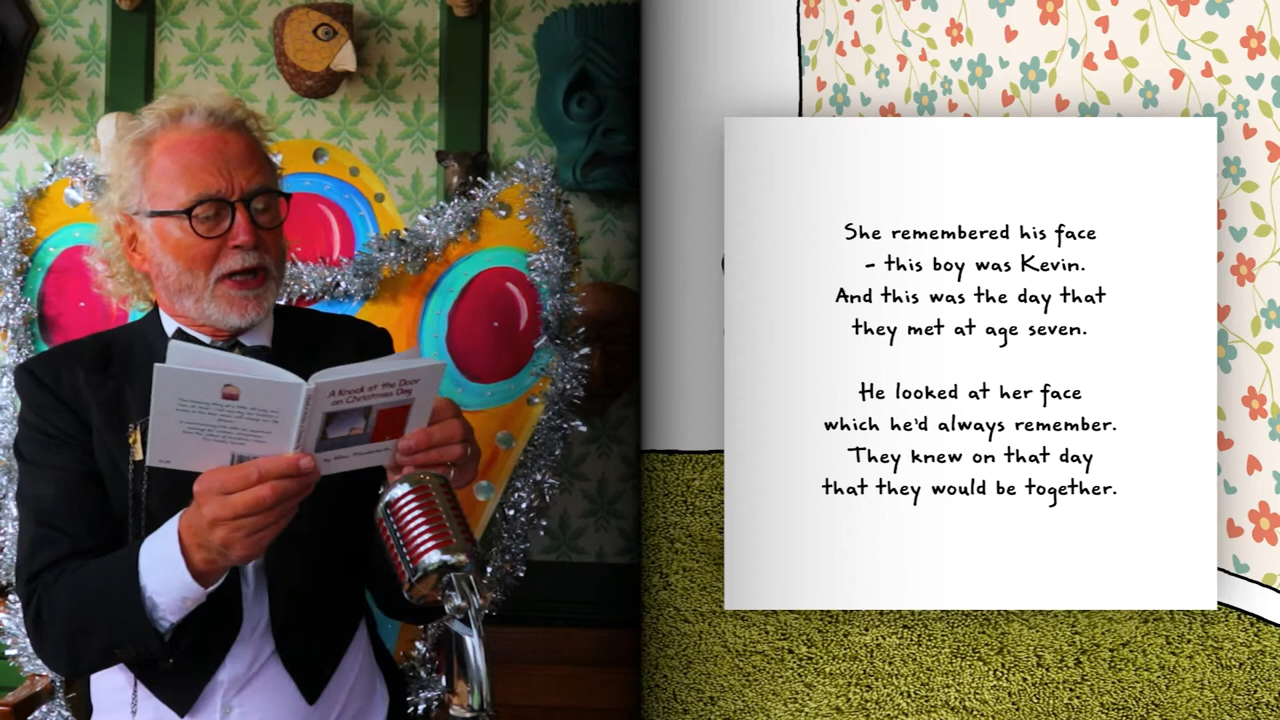 A Knock at the Door
on Christmas Day
She remembered his face
- this boy was Kevin.
And this was the day that
they met at age seven.
He looked at her face
which he'd always remember.
They knew on that day
that they would be together.